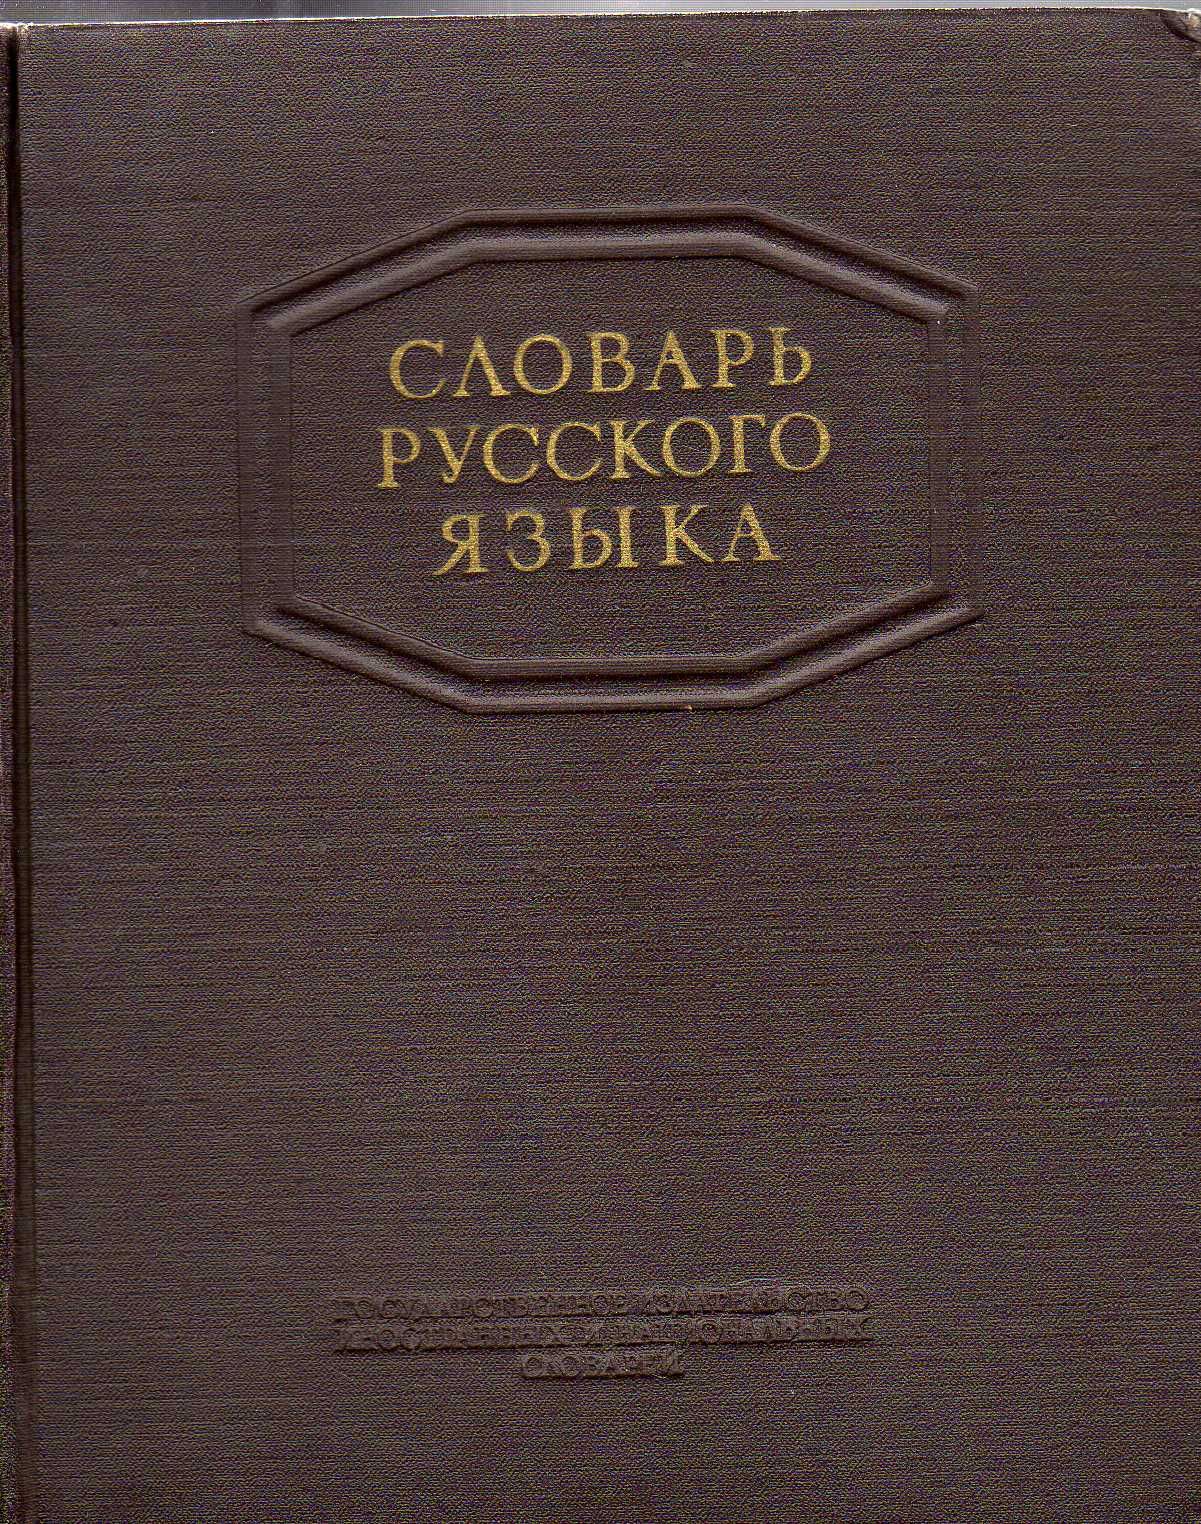 СЛОВАРЬ
РУССКОГО
ЯЗЫКА
ГОСУДАРСТВЕННОЕ ИЗДАТЕЛЬСТВО
ИНОСТРАННЫХ И НАЦИОНАЛЬНЫХ
СЛОВАРЕЙ